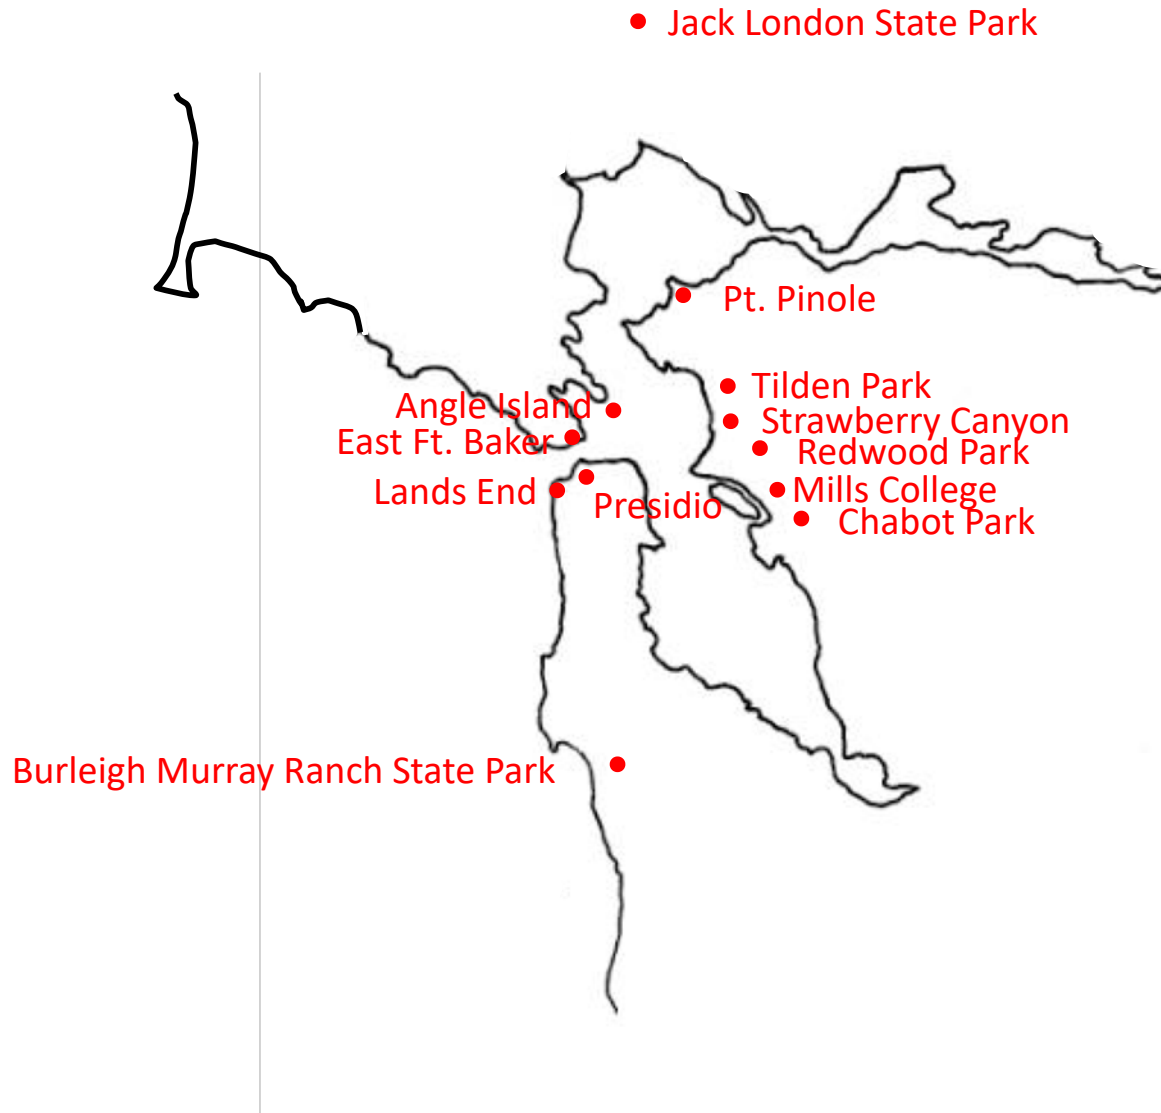 Jack London State Park
Pt. Pinole
Tilden Park
Angle Island
Strawberry Canyon
East Ft. Baker
Redwood Park
Lands End
Mills College
Presidio
Chabot Park
Burleigh Murray Ranch State Park